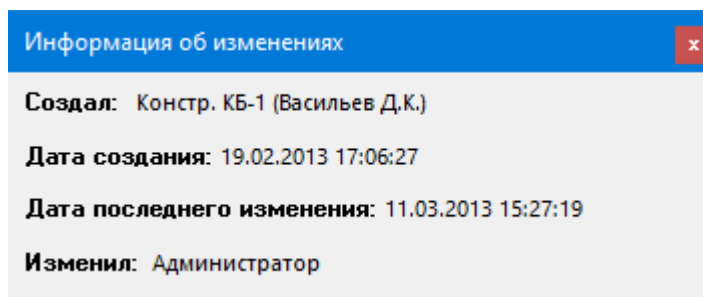 Информация об изменениях
x
Создал: Констр. КБ-1 (Васильев Д.К.)
Дата создания: 19.02.2013 17:06:27
Дата последнего изменения: 11.03.2013 15:27:19
Изменил: Администратор